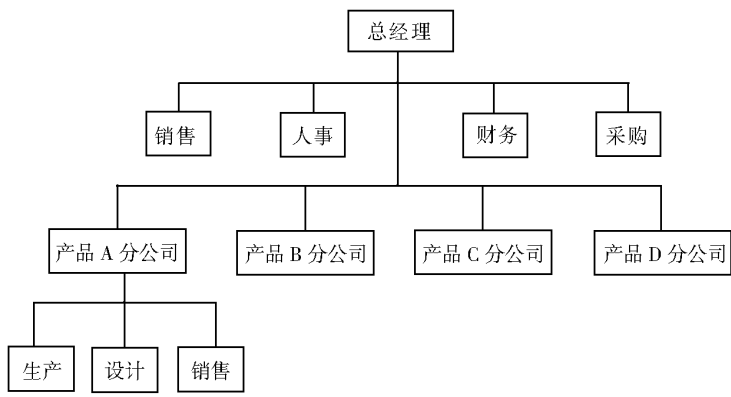 总经理
销售
人事
财务
采购
产品 A 分公司
产品 B 分公司
产品 C 分公司
产品 D 分公司
生产
设计
销售